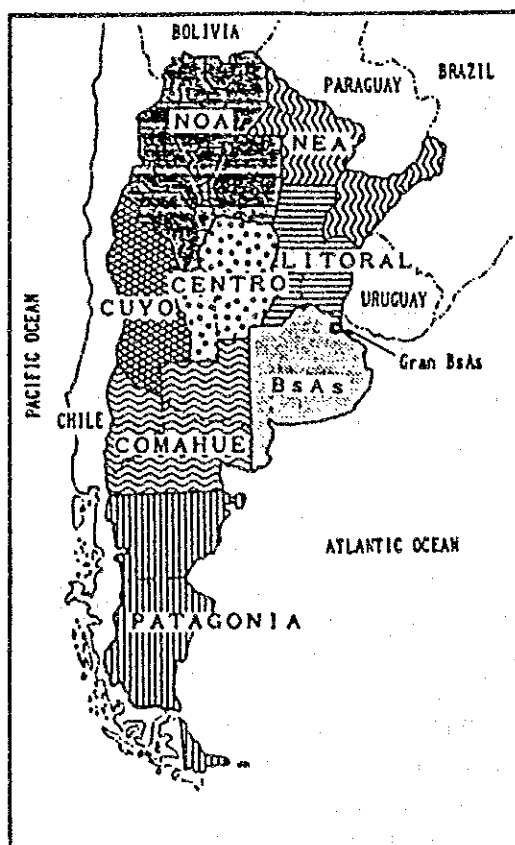 BOLIVIA
BRAZIL
PARAGUAY
NOA
NEA
LITORAL
CENTRO
URUGUAY
CUYO
Gran BsAs
BsAs
PACIFIC OCEAN
CHILE
COMAHUE
ATLANTIC OCEAN
PATAGONIA